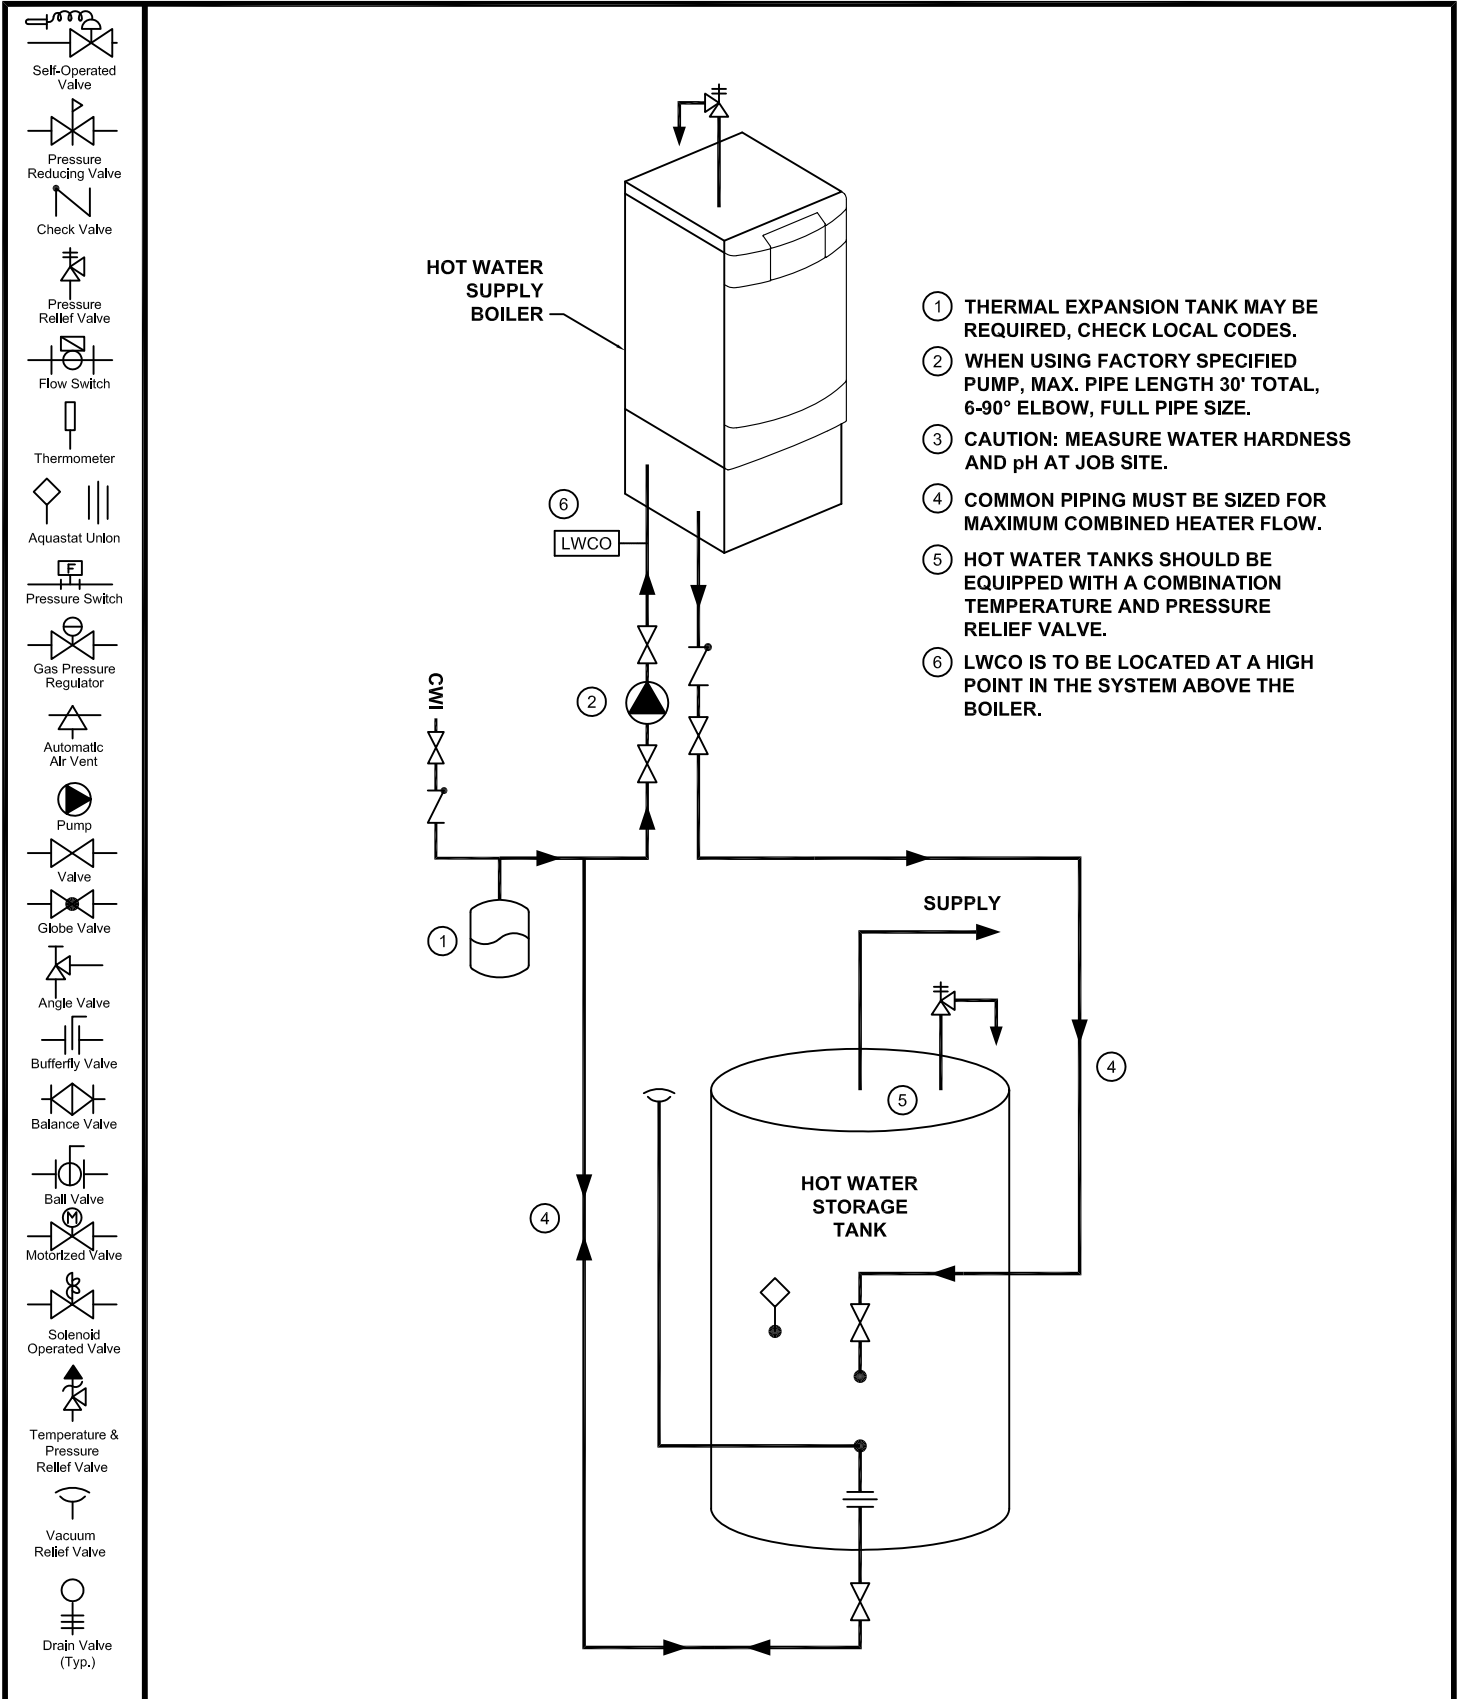 Self-Operated
Valve
Pressure
Reducing Valve
Check Valve
Pressure
Relief Valve
Flow Switch
Thermometer
Aquastat Union
F
Pressure Switch
Gas Pressure
Regulator
Automatic
Air Vent
Pump
Valve
Globe Valve
Angle Valve
Bufferfly Valve
Balance Valve
Ball Valve
M
Motorized Valve
Solenoid
Operated Valve
Temperature &
Pressure
Relief Valve
Vacuum
Relief Valve
Drain Valve
(Typ.)
HOT WATER
SUPPLY
BOILER
6
LWCO
2
CWI
1
4
SUPPLY
5
4
HOT WATER
STORAGE
TANK
1 THERMAL EXPANSION TANK MAY BE
REQUIRED, CHECK LOCAL CODES.
2 WHEN USING FACTORY SPECIFIED
PUMP, MAX. PIPE LENGTH 30' TOTAL,
6-90° ELBOW, FULL PIPE SIZE.
3 CAUTION: MEASURE WATER HARDNESS
AND pH AT JOB SITE.
4 COMMON PIPING MUST BE SIZED FOR
MAXIMUM COMBINED HEATER FLOW.
5 HOT WATER TANKS SHOULD BE
EQUIPPED WITH A COMBINATION
TEMPERATURE AND PRESSURE
RELIEF VALVE.
6 LWCO IS TO BE LOCATED AT A HIGH
POINT IN THE SYSTEM ABOVE THE
BOILER.